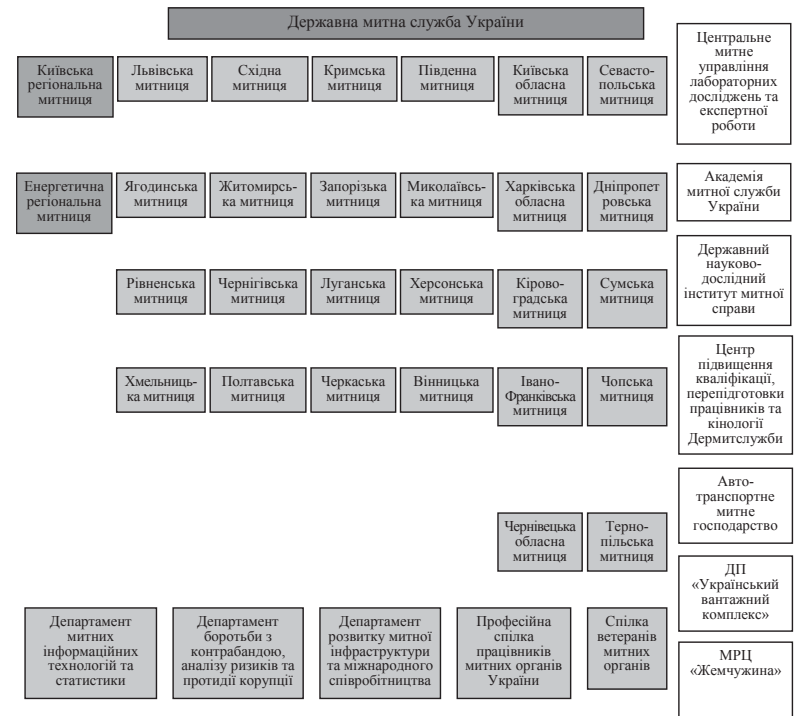 Державна митна служба України
Київська
регіональна
митниця
Львівська
митниця
Східна
митниця
Кримська
митниця
Південна
митниця
Київська
обласна
митниця
Севасто-
польська
митниця
Центральне
митне
управління
лабораторних
досліджень та
експертної
роботи
Енергетична
регіональна
митниця
Ягодинська
митниця
Житомирсь-
ка митниця
Запорізька
митниця
Миколаївсь-
ка митниця
Харківська
обласна
митниця
Дніпропет
ровська
митниця
Академія
митної служби
України
Рівненська
митниця
Чернігівська
митниця
Луганська
митниця
Херсонська
митниця
Кірово-
градська
митниця
Сумська
митниця
Державний
науково-
дослідний
інститут митної
справи
Хмельниць-
ка митниця
Полтавська
митниця
Черкаська
митниця
Вінницька
митниця
Івано-
Франківська
митниця
Чопська
митниця
Центр
підвищення
кваліфікації,
перепідготовки
працівників та
кінології
Дермитслужби
Авто-
транспортне
митне
господарство
Чернівецька
обласна
митниця
Терно-
пільська
митниця
ДП
«Український
вантажний
комплекс»
Департамент
митних
інформаційних
технологій та
статистики
Департамент
боротьби з
контрабандою,
аналізу ризиків та
протидії корупції
Департамент
розвитку митної
інфраструктури
та міжнародного
співробітництва
Професійна
спілка
працівників
митних органів
України
Спілка
ветеранів
митних
органів
МРЦ
«Жемчужина»